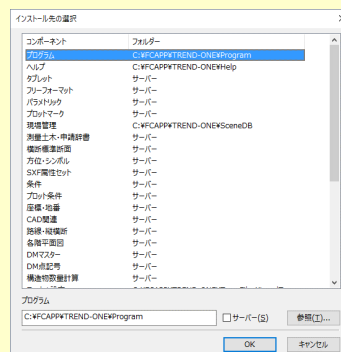 インストール先の選択
コンポーネント フォルダー
プログラム C:¥FCAPP¥TREND-ONE¥Program
ヘルプ C:¥FCAPP¥TREND-ONE¥Help
タブレット サーバー
フリーフォーマット サーバー
パラメトリック サーバー
プロットマーク サーバー
現場管理 C:¥FCAPP¥TREND-ONE¥SceneDB
測量土木・申請辞書 サーバー
横断標準断面 サーバー
方位・シンボル サーバー
SXF属性セット サーバー
条件 サーバー
プロット条件 サーバー
座標・地番 サーバー
CAD関連 サーバー
路線・縦横断 サーバー
各階平面図 サーバー
DMマスター サーバー
DM点記号 サーバー
構造物数量計算 サーバー
プログラム
C:¥FCAPP¥TREND-ONE¥Program サーバー(S) 参照(T)...
OK キャンセル